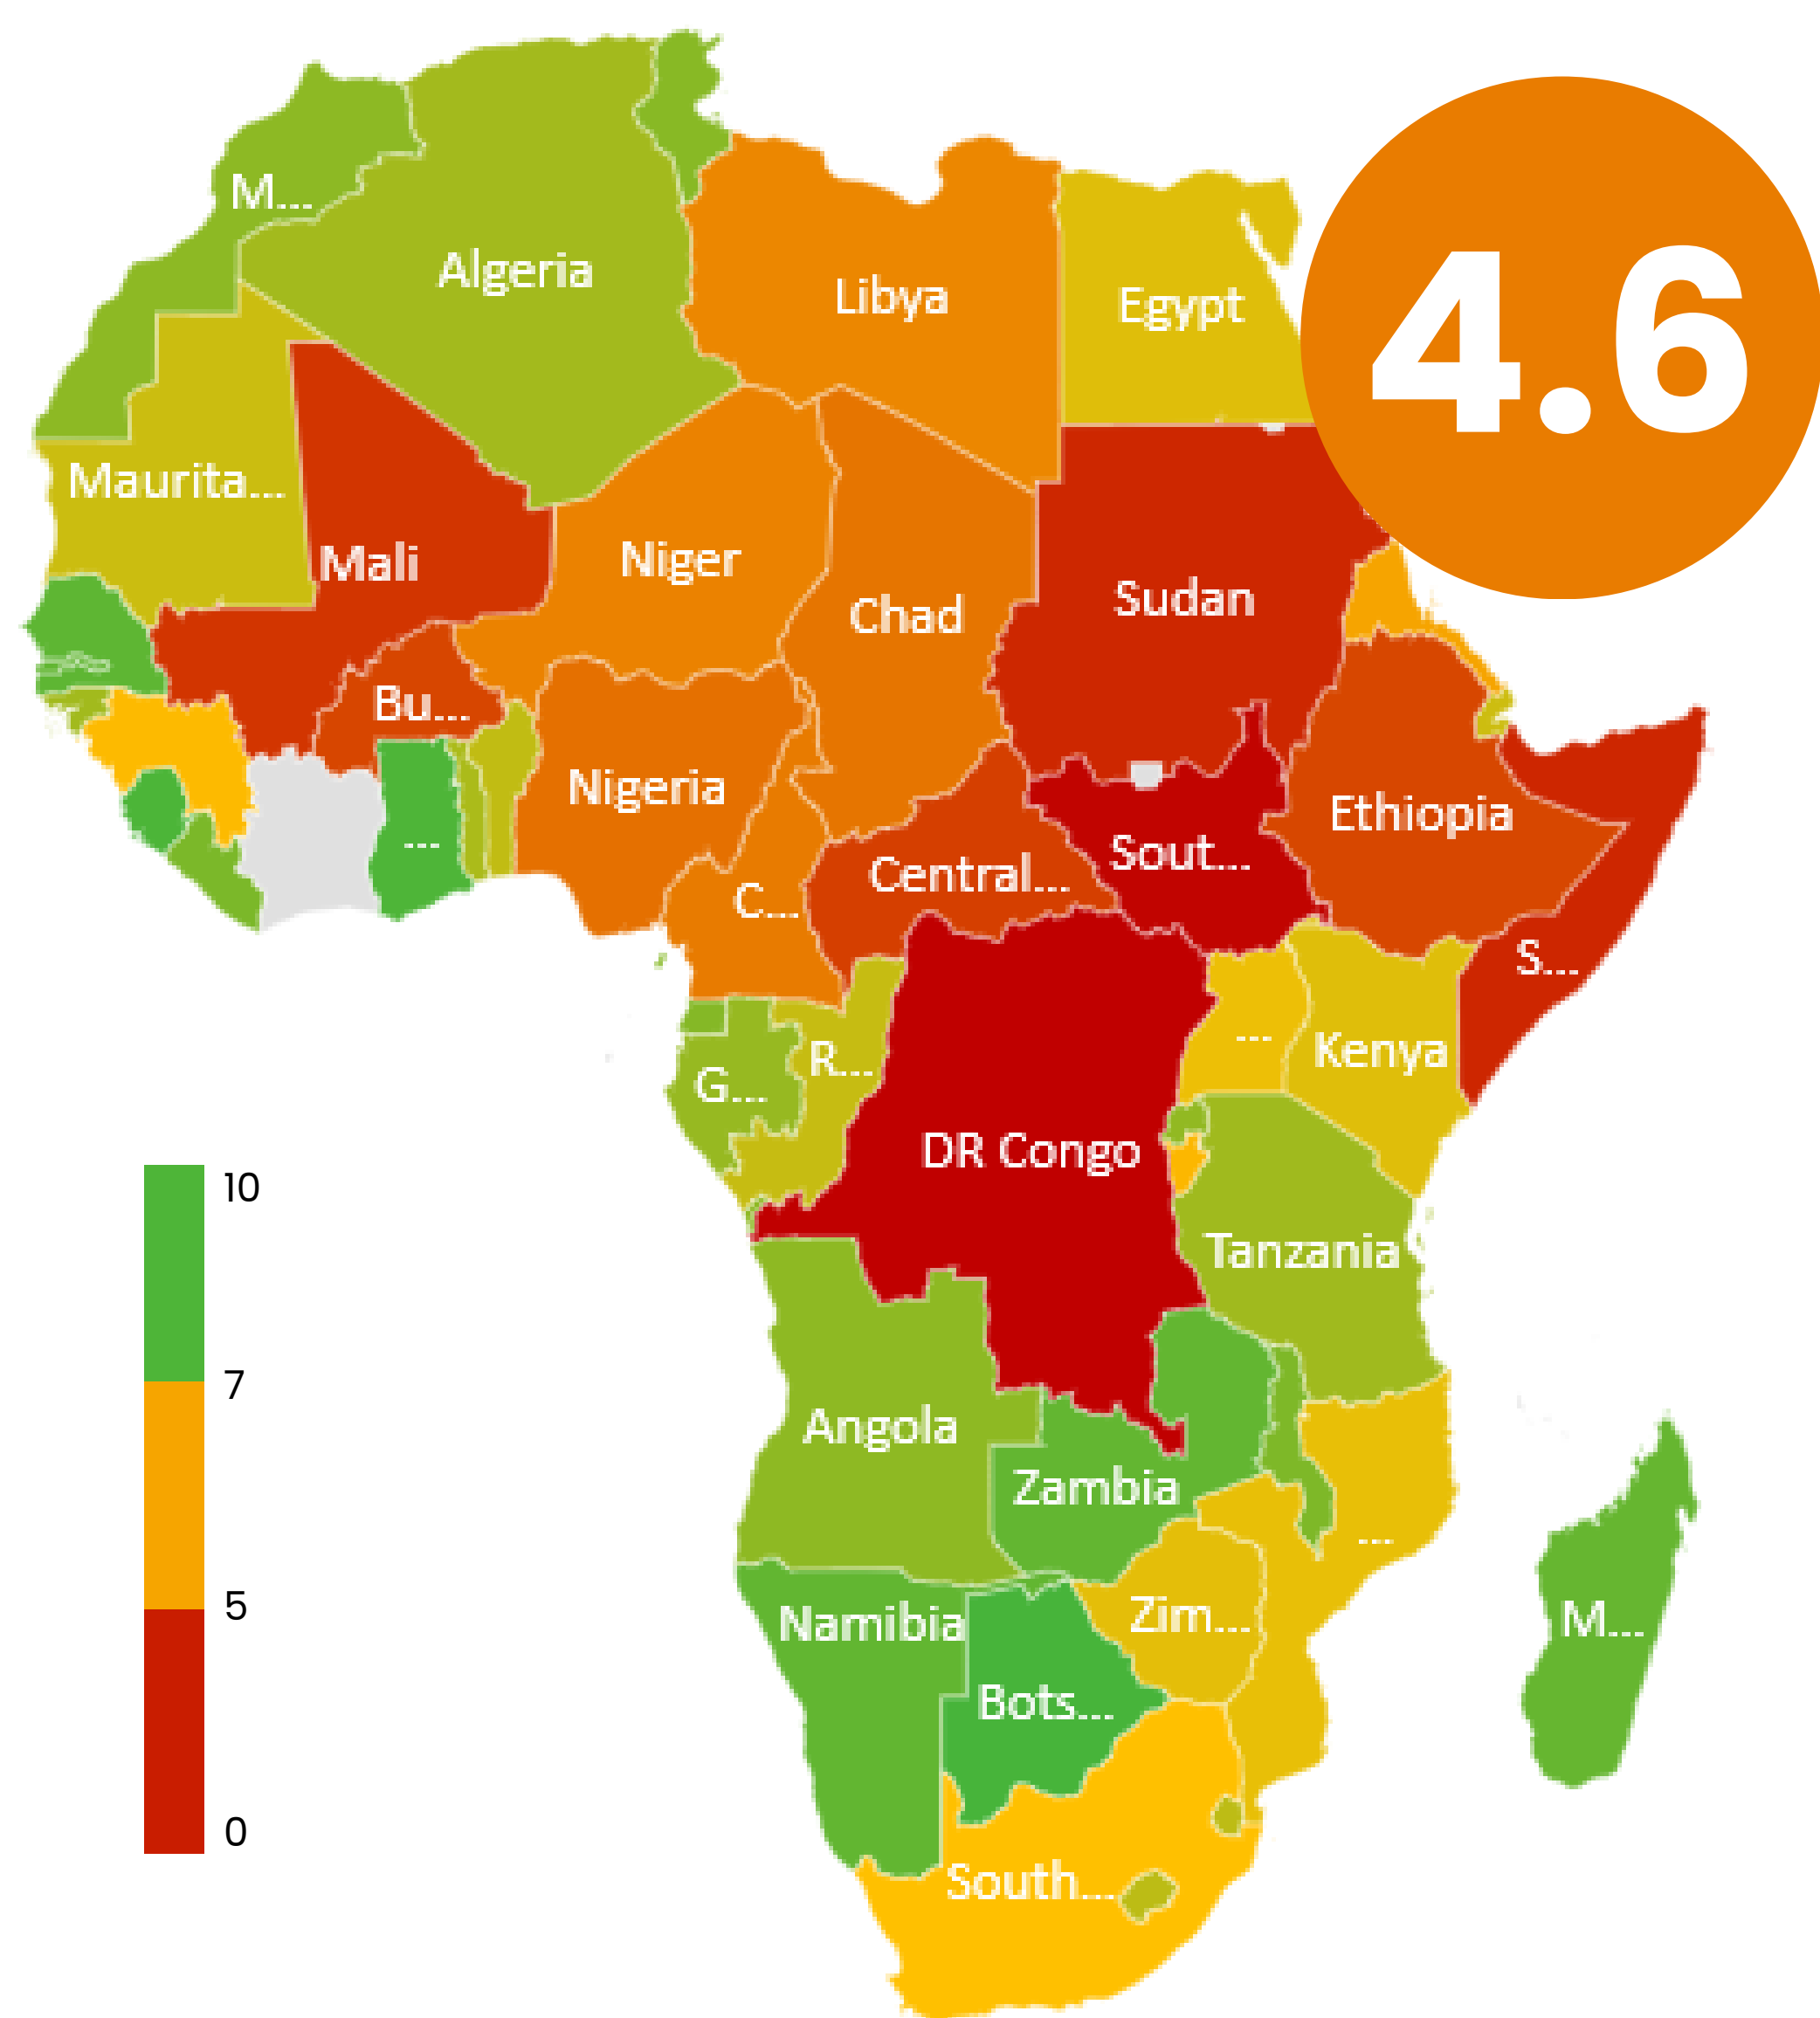 4.6
M...
Algeria
Libya
Egypt
Maurita...
Mali
Niger
Chad
Sudan
Bu...
Nigeria
...
Ethiopia
Sout...
Central...
C...
S...
...
Kenya
R...
G...
DR Congo
10
Tanzania
7
Angola
Zambia
...
5
Zim...
Namibia
M...
Bots...
0
South...